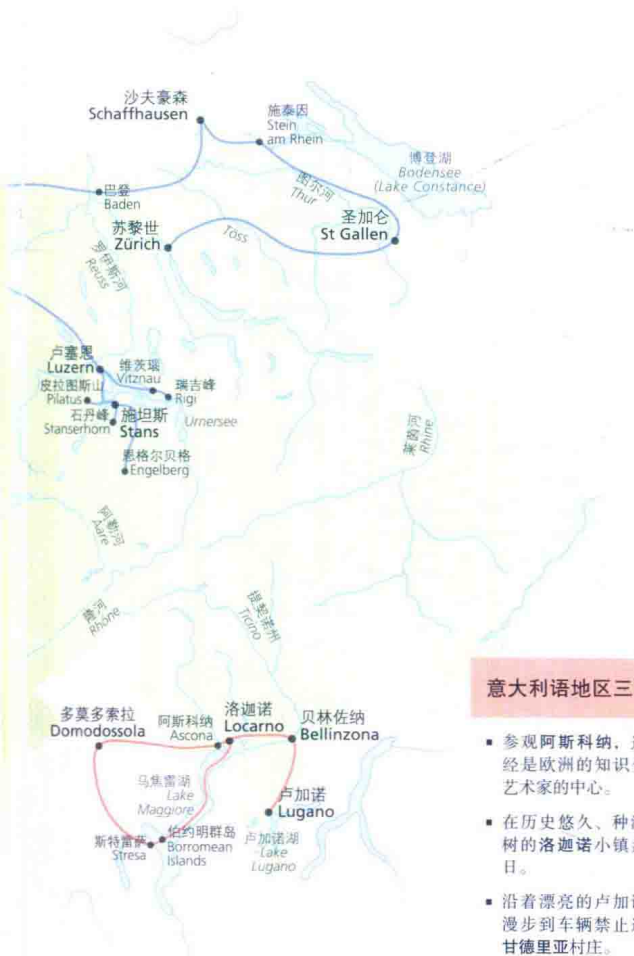 沙夫豪森
Schaffhausen
施泰因
Stein
am Rhein
博登湖
Bodensee
(Lake Constance)
巴登
Baden
图尔河
Thur
圣加仑
St Gallen
苏黎世
Zürich
Töss
罗伊斯河
Reuss
卢塞恩
Luzern
维茨瑙
Vitznau
瑞吉峰
Rigi
皮拉图斯山
Pilatus
石丹峰
Stanserhorn
施坦斯
Stans
Urnersee
恩格尔贝格
Engelberg
莱茵河
Rhine
阿勒河
Aare
隆河
Rhone
提契诺州
Ticino
多莫多索拉
Domodossola
阿斯科纳
Ascona
洛迦诺
Locarno
贝林佐纳
Bellinzona
马焦雷湖
Lake
Maggiore
卢加诺
Lugano
斯特雷萨
Stresa
伯约明群岛
Borromean
Islands
卢加诺湖
Lake
Lugano
意大利语地区三
▪ 参观阿斯科纳，
经是欧洲的知识
艺术家的中心。
▪ 在历史悠久、种
树的洛迦诺小镇
日。
▪ 沿着漂亮的卢加
漫步到车辆禁止
甘德里亚村庄。